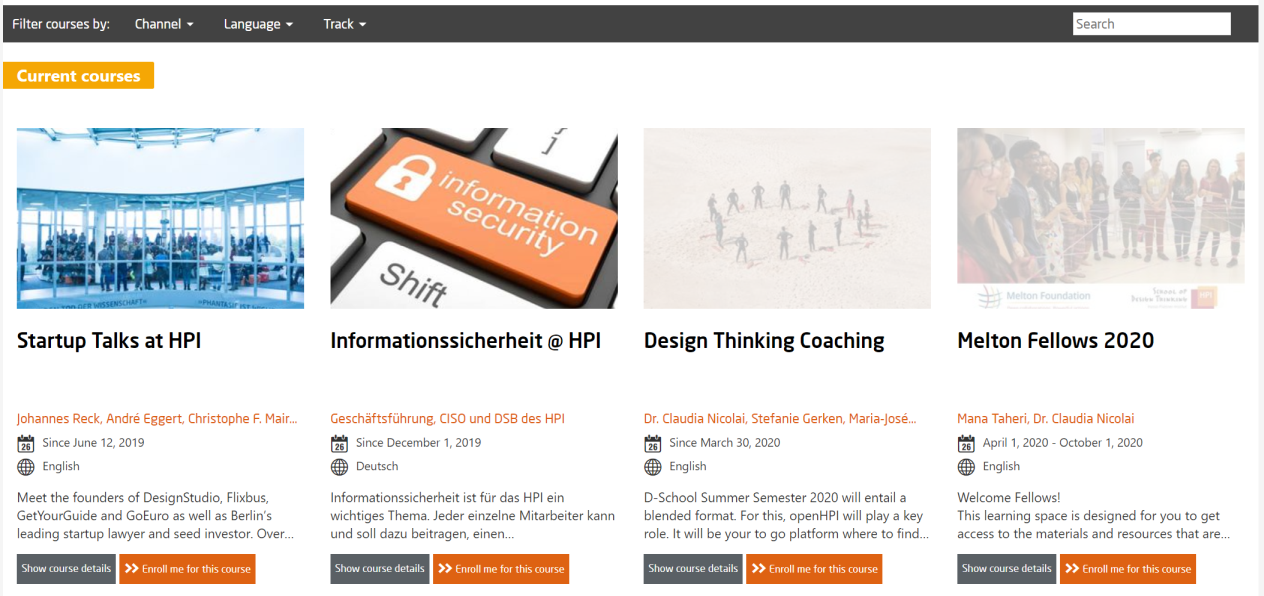 Filter courses by: Channel Language Track Search
Current courses
information
security
Shift
}
]
WISSENSCHAFT»
Melton Foundation
SCHOOL OF
DESIGN THINKING HPI
Startup Talks at HPI
Informationssicherheit @ HPI
Design Thinking Coaching
Melton Fellows 2020
Johannes Reck, André Eggert, Christophe F. Mair...
26 Since June 12, 2019
English
Meet the founders of DesignStudio, Flixbus,
GetYourGuide and GoEuro as well as Berlin's
leading startup lawyer and seed investor. Over...
Show course details Enroll me for this course
Geschäftsführung, CISO und DSB des HPI
26 Since December 1, 2019
Deutsch
Informationssicherheit ist für das HPI ein
wichtiges Thema. Jeder einzelne Mitarbeiter kann
und soll dazu beitragen, einen...
Show course details Enroll me for this course
Dr. Claudia Nicolai, Stefanie Gerken, Maria-José...
26 Since March 30, 2020
English
D-School Summer Semester 2020 will entail a
blended format. For this, openHPI will play a key
role. It will be your to go platform where to find...
Show course details Enroll me for this course
Mana Taheri, Dr. Claudia Nicolai
26 April 1, 2020 - October 1, 2020
English
Welcome Fellows!
This learning space is designed for you to get
access to the materials and resources that are...
Show course details Enroll me for this course